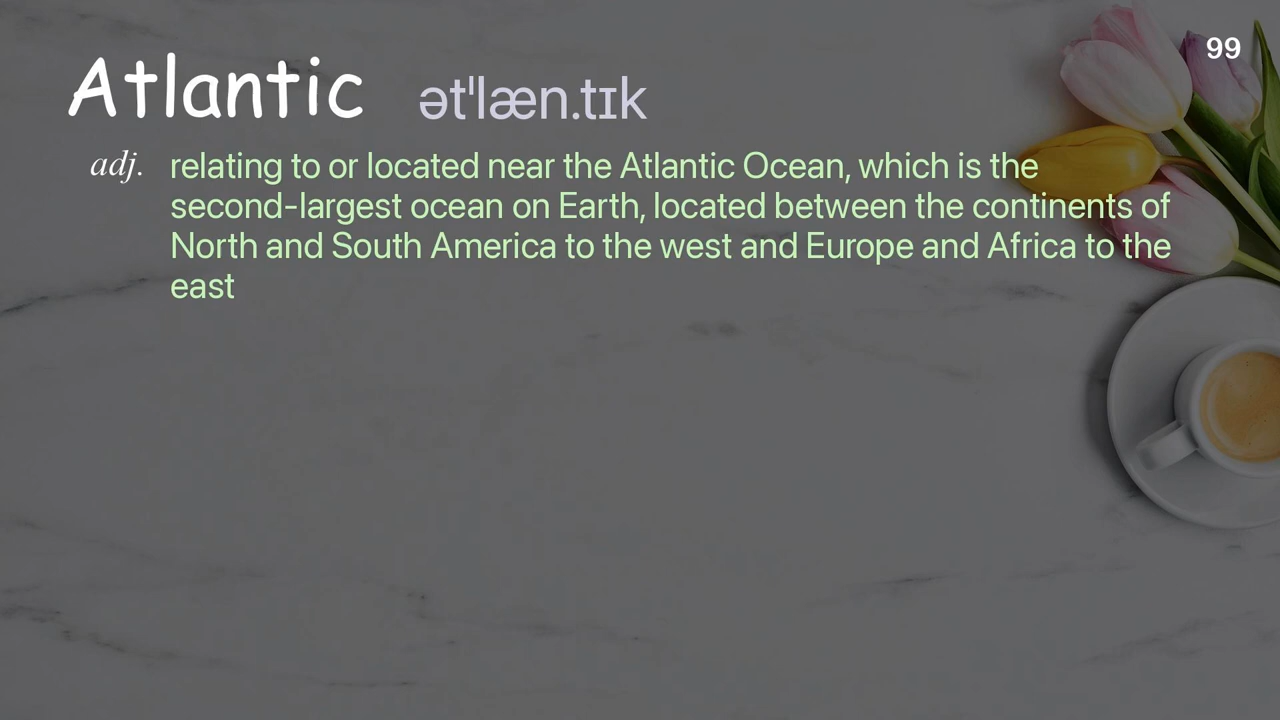 99
Atlantic ət'læn.tɪk
adj. relating to or located near the Atlantic Ocean, which is the
second-largest ocean on Earth, located between the continents of
North and South America to the west and Europe and Africa to the
east